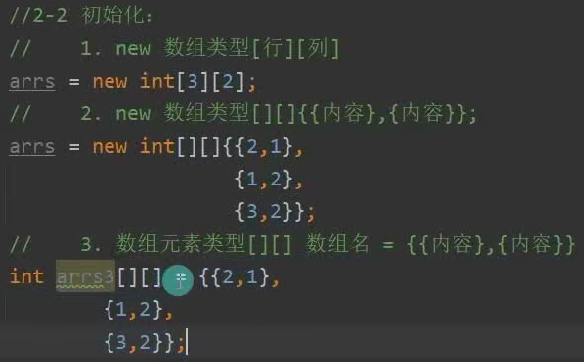 //2-2 初始化：
// 1. new 数组类型[行][列]
arrs = new int[3][2];
// 2. new 数组类型[][]{{内容},{内容}};
arrs = new int[][]{{2,1},
{1,2},
{3,2}};
// 3. 数组元素类型[][] 数组名 = {{内容},{内容}}
int arrs3[][] = {{2,1},
{1,2},
{3,2}};